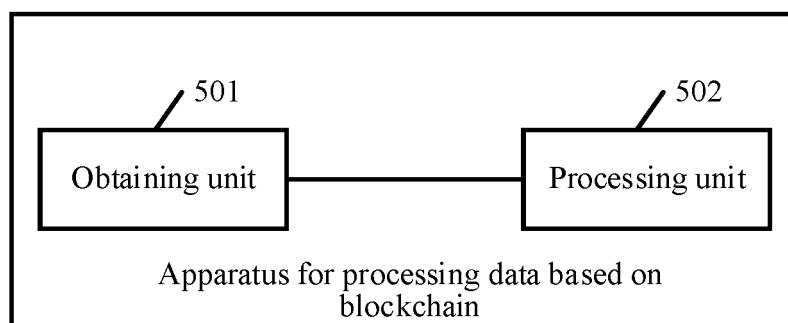 501
502
Obtaining unit
Processing unit
Apparatus for processing data based on
blockchain